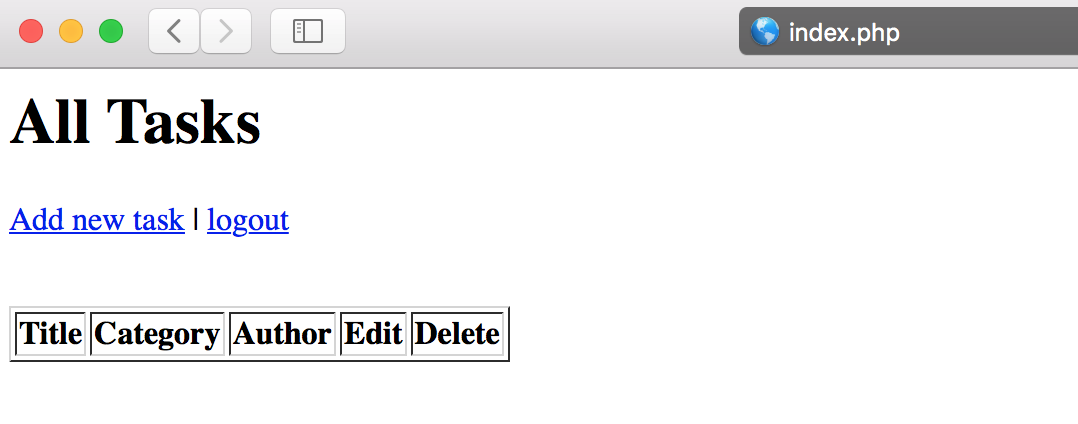 index.php
All Tasks
Add new task | logout
Title Category Author Edit Delete